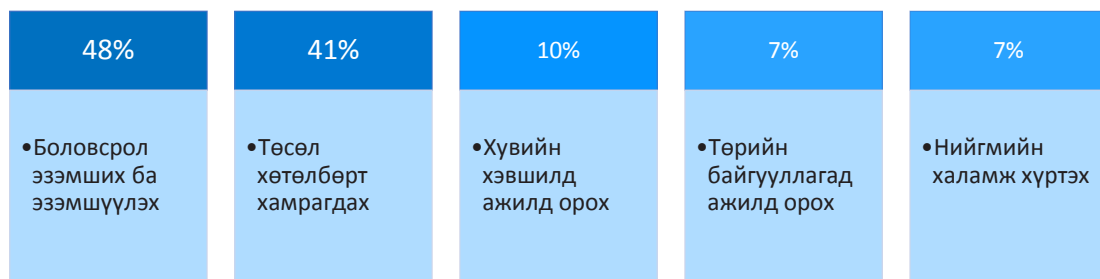 48%
•Боловсрол
эзэмших ба
эзэмшүүлэх
41%
•Төсөл
хөтөлбөрт
хамрагдах
10%
•Хувийн
хэвшилд
ажилд орох
7%
•Төрийн
байгууллагад
ажилд орох
7%
•Нийгмийн
халамж хүртэх